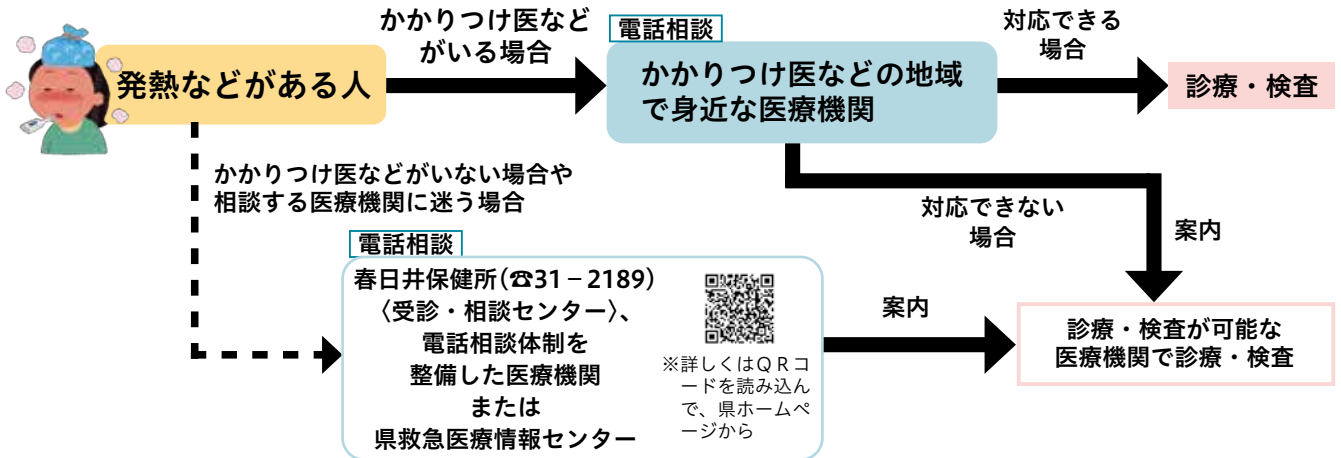 発熱などがある人
かかりつけ医など
がいる場合
電話相談
かかりつけ医などの地域
で身近な医療機関
対応できる
場合
診療・検査
かかりつけ医などがいない場合や
相談する医療機関に迷う場合
対応できない
場合
案内
電話相談
春日井保健所(☎31－2189)
〈受診・相談センター〉、
電話相談体制を
整備した医療機関
または
県救急医療情報センター
※詳しくはＱＲコ
ードを読み込ん
で、県ホームペ
ージから
案内
診療・検査が可能な
医療機関で診療・検査